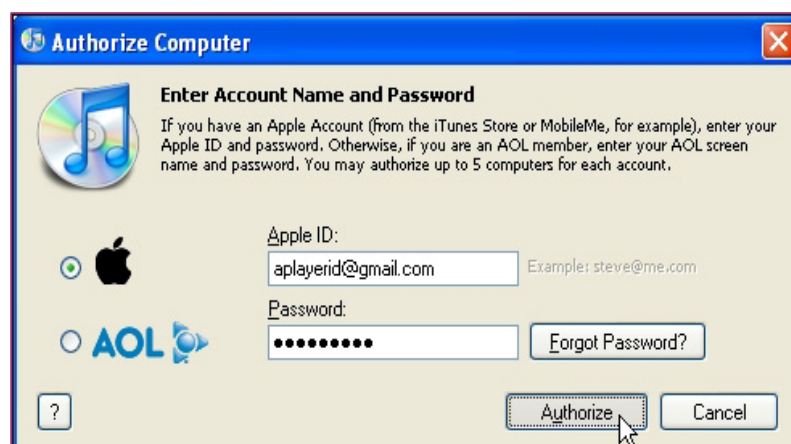 Authorize Computer
Enter Account Name and Password
If you have an Apple Account (from the iTunes Store or MobileMe, for example), enter your
Apple ID and password. Otherwise, if you are an AOL member, enter your AOL screen
name and password. You may authorize up to 5 computers for each account.
Apple ID:
aplayerid@gmail.com
Example: steve@me.com
Password:
•••••••••
AOL
Forgot Password?
?
Authorize
Cancel